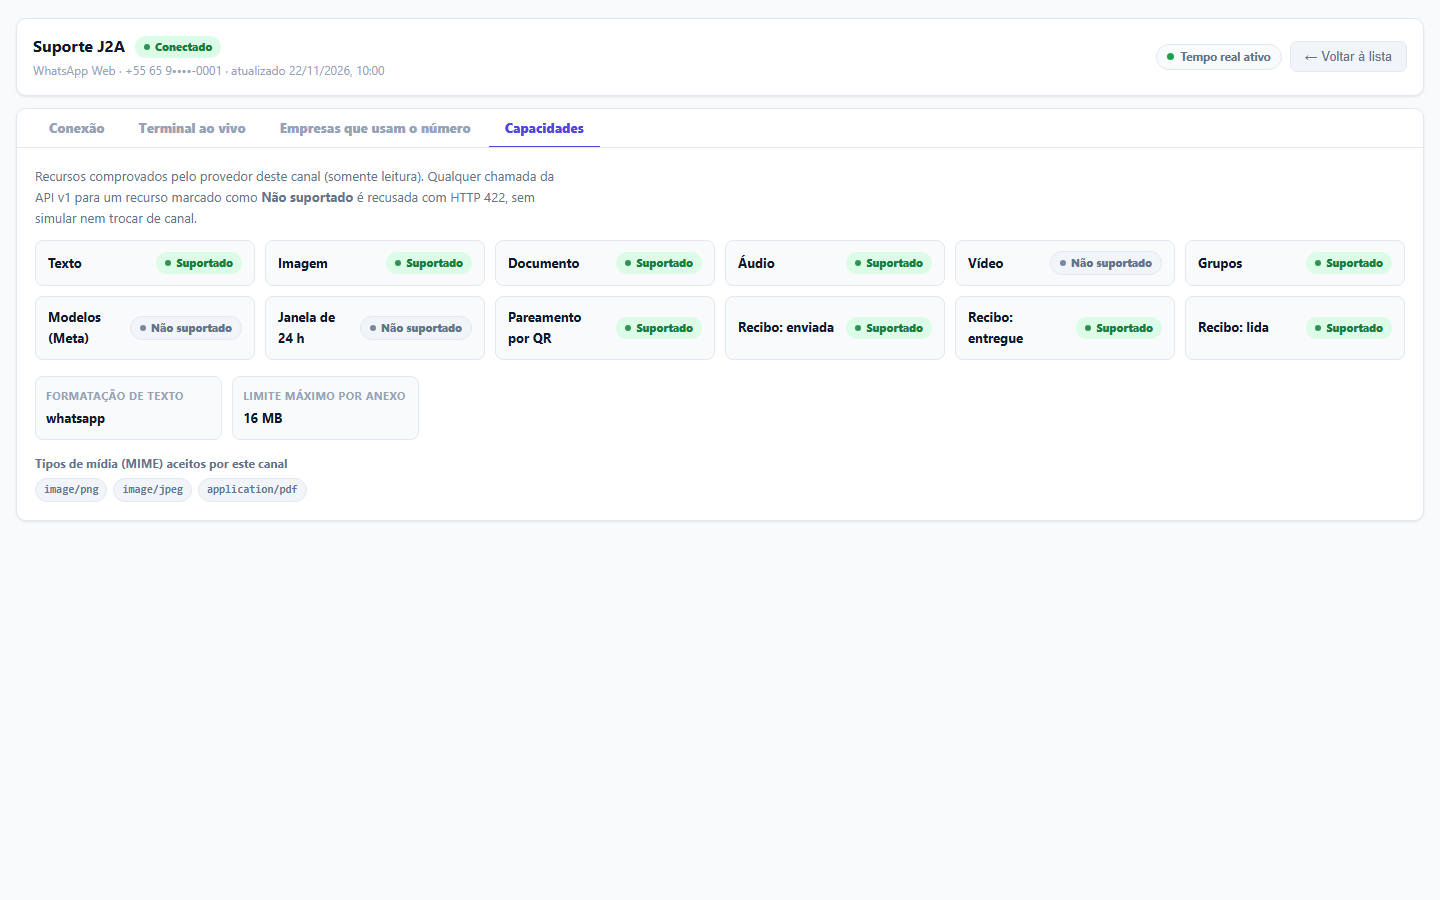 Suporte J2A
Conectado
WhatsApp Web · +55 65 9••••-0001 · atualizado 22/11/2026, 10:00
Tempo real ativo
← Voltar à lista
Conexão
Terminal ao vivo
Empresas que usam o número
Capacidades
Recursos comprovados pelo provedor deste canal (somente leitura). Qualquer chamada da
API v1 para um recurso marcado como Não suportado é recusada com HTTP 422, sem
simular nem trocar de canal.
Texto
Suportado
Imagem
Suportado
Documento
Suportado
Áudio
Suportado
Vídeo
Não suportado
Grupos
Suportado
Modelos
(Meta)
Não suportado
Janela de
24 h
Não suportado
Pareamento
por QR
Suportado
Recibo: enviada
Suportado
Recibo:
entregue
Suportado
Recibo: lida
Suportado
FORMATAÇÃO DE TEXTO
whatsapp
LIMITE MÁXIMO POR ANEXO
16 MB
Tipos de mídia (MIME) aceitos por este canal
image/png
image/jpeg
application/pdf